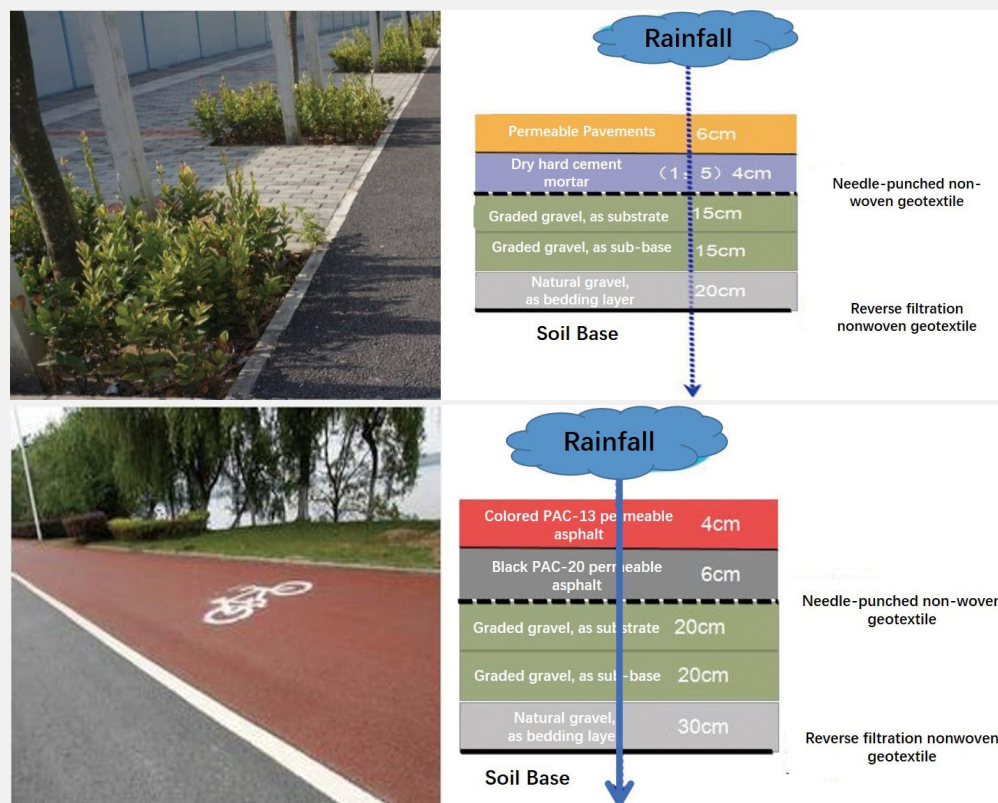 Rainfall
Permeable Pavements 6cm
Dry hard cement
mortar
（1：5）4cm
Needle-punched non-
woven geotextile
Graded gravel, as substrate 15cm
Graded gravel, as sub-base 15cm
Natural gravel,
as bedding layer
20cm
Reverse filtration
nonwoven geotextile
Soil Base
Rainfall
Colored PAC-13 permeable
asphalt
4cm
Black PAC-20 permeable
asphalt
6cm
Needle-punched non-woven
geotextile
Graded gravel, as substrate 20cm
Graded gravel, as sub-base 20cm
Natural gravel,
as bedding layer
30cm
Reverse filtration nonwoven
geotextile
Soil Base